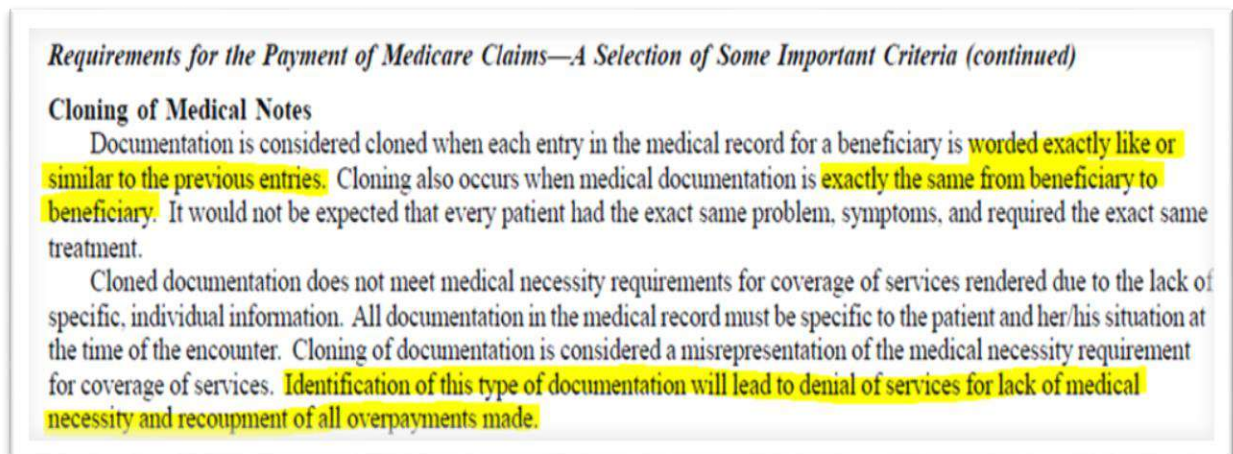 Requirements for the Payment of Medicare Claims—A Selection of Some Important Criteria (continued)
Cloning of Medical Notes
Documentation is considered cloned when each entry in the medical record for a beneficiary is worded exactly like or
similar to the previous entries. Cloning also occurs when medical documentation is exactly the same from beneficiary to
beneficiary. It would not be expected that every patient had the exact same problem, symptoms, and required the exact same
treatment.
Cloned documentation does not meet medical necessity requirements for coverage of services rendered due to the lack of
specific, individual information. All documentation in the medical record must be specific to the patient and her/his situation at
the time of the encounter. Cloning of documentation is considered a misrepresentation of the medical necessity requirement
for coverage of services. Identification of this type of documentation will lead to denial of services for lack of medical
necessity and recoupment of all overpayments made.